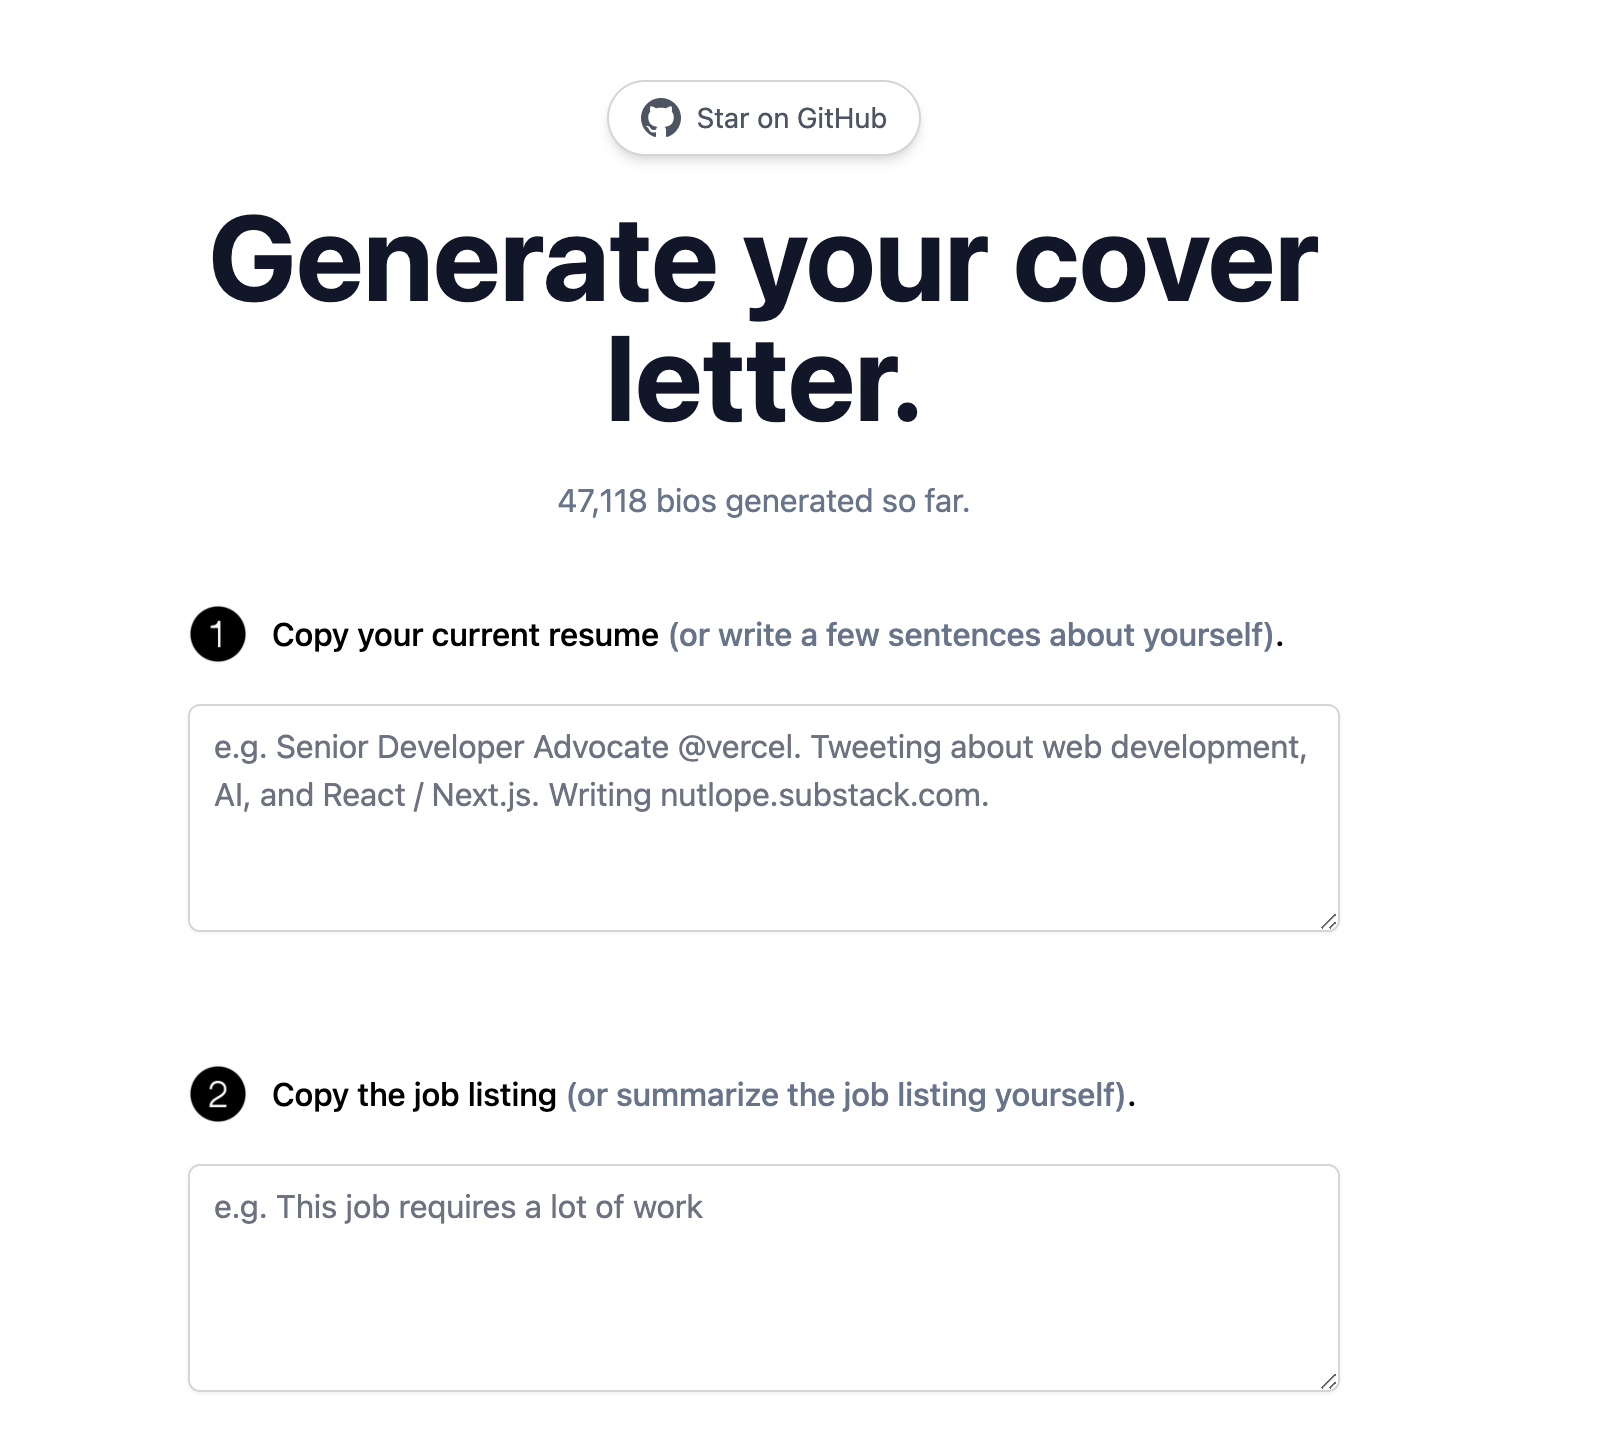 Star on GitHub
Generate your cover
letter.
47,118 bios generated so far.
1 Copy your current resume (or write a few sentences about yourself).
e.g. Senior Developer Advocate @vercel. Tweeting about web development,
AI, and React / Next.js. Writing nutlope.substack.com.
2 Copy the job listing (or summarize the job listing yourself).
e.g. This job requires a lot of work